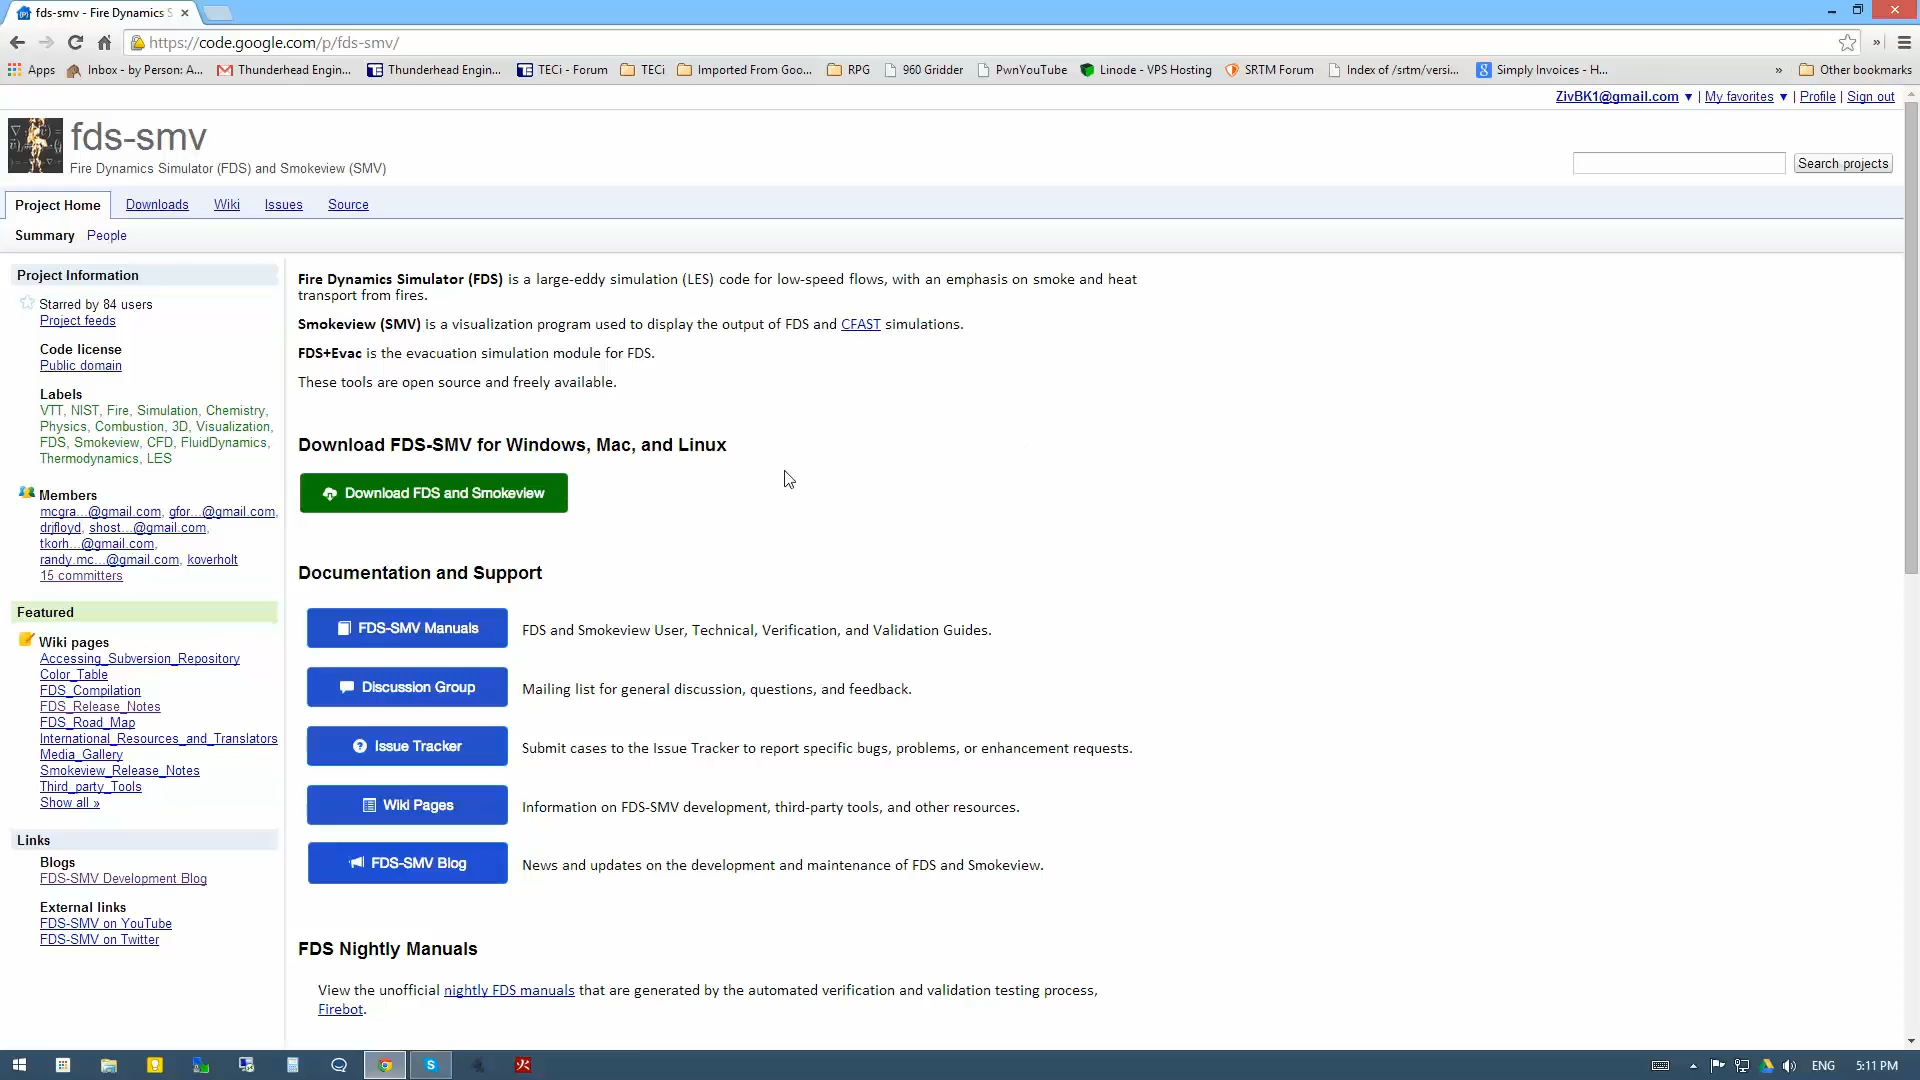 fds-smv - Fire Dynamics S
https://code.google.com/p/fds-smv/
Apps
Inbox - by Person: A...
Thunderhead Engin...
Thunderhead Engin...
TECi - Forum
TECi
Imported From Goo...
RPG
960 Gridder
PwnYouTube
Linode - VPS Hosting
SRTM Forum
Index of /srtm/versi...
Simply Invoices - H...
»
Other bookmarks
ZivBK1@gmail.com ▼ | My favorites ▼ | Profile | Sign out
fds-smv
Fire Dynamics Simulator (FDS) and Smokeview (SMV)
Search projects
Project Home
Downloads
Wiki
Issues
Source
Summary
People
Project Information
Starred by 84 users
Project feeds
Code license
Public domain
Labels
VTT, NIST, Fire, Simulation, Chemistry,
Physics, Combustion, 3D, Visualization,
FDS, Smokeview, CFD, FluidDynamics,
Thermodynamics, LES
Members
mcgra...@gmail.com, gfor...@gmail.com,
drjfloyd, shost...@gmail.com,
tkorh...@gmail.com,
randy.mc...@gmail.com, koverholt
15 committers
Featured
Wiki pages
Accessing_Subversion_Repository
Color_Table
FDS_Compilation
FDS_Release_Notes
FDS_Road_Map
International_Resources_and_Translators
Media_Gallery
Smokeview_Release_Notes
Third_party_Tools
Show all »
Links
Blogs
FDS-SMV Development Blog
External links
FDS-SMV on YouTube
FDS-SMV on Twitter
Fire Dynamics Simulator (FDS) is a large-eddy simulation (LES) code for low-speed flows, with an emphasis on smoke and heat
transport from fires.
Smokeview (SMV) is a visualization program used to display the output of FDS and CFAST simulations.
FDS+Evac is the evacuation simulation module for FDS.
These tools are open source and freely available.
Download FDS-SMV for Windows, Mac, and Linux
Download FDS and Smokeview
Documentation and Support
FDS-SMV Manuals
FDS and Smokeview User, Technical, Verification, and Validation Guides.
Discussion Group
Mailing list for general discussion, questions, and feedback.
Issue Tracker
Submit cases to the Issue Tracker to report specific bugs, problems, or enhancement requests.
Wiki Pages
Information on FDS-SMV development, third-party tools, and other resources.
FDS-SMV Blog
News and updates on the development and maintenance of FDS and Smokeview.
FDS Nightly Manuals
View the unofficial nightly FDS manuals that are generated by the automated verification and validation testing process,
Firebot.
ENG
5:11 PM